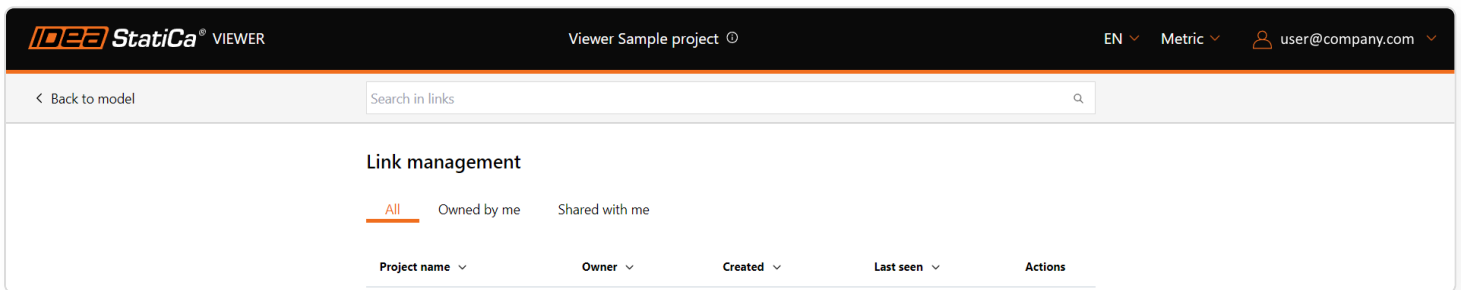 IDEA StatiCa® VIEWER Viewer Sample project EN Metric user@company.com
Back to model Search in links
Link management
All Owned by me Shared with me
Project name Owner Created Last seen Actions